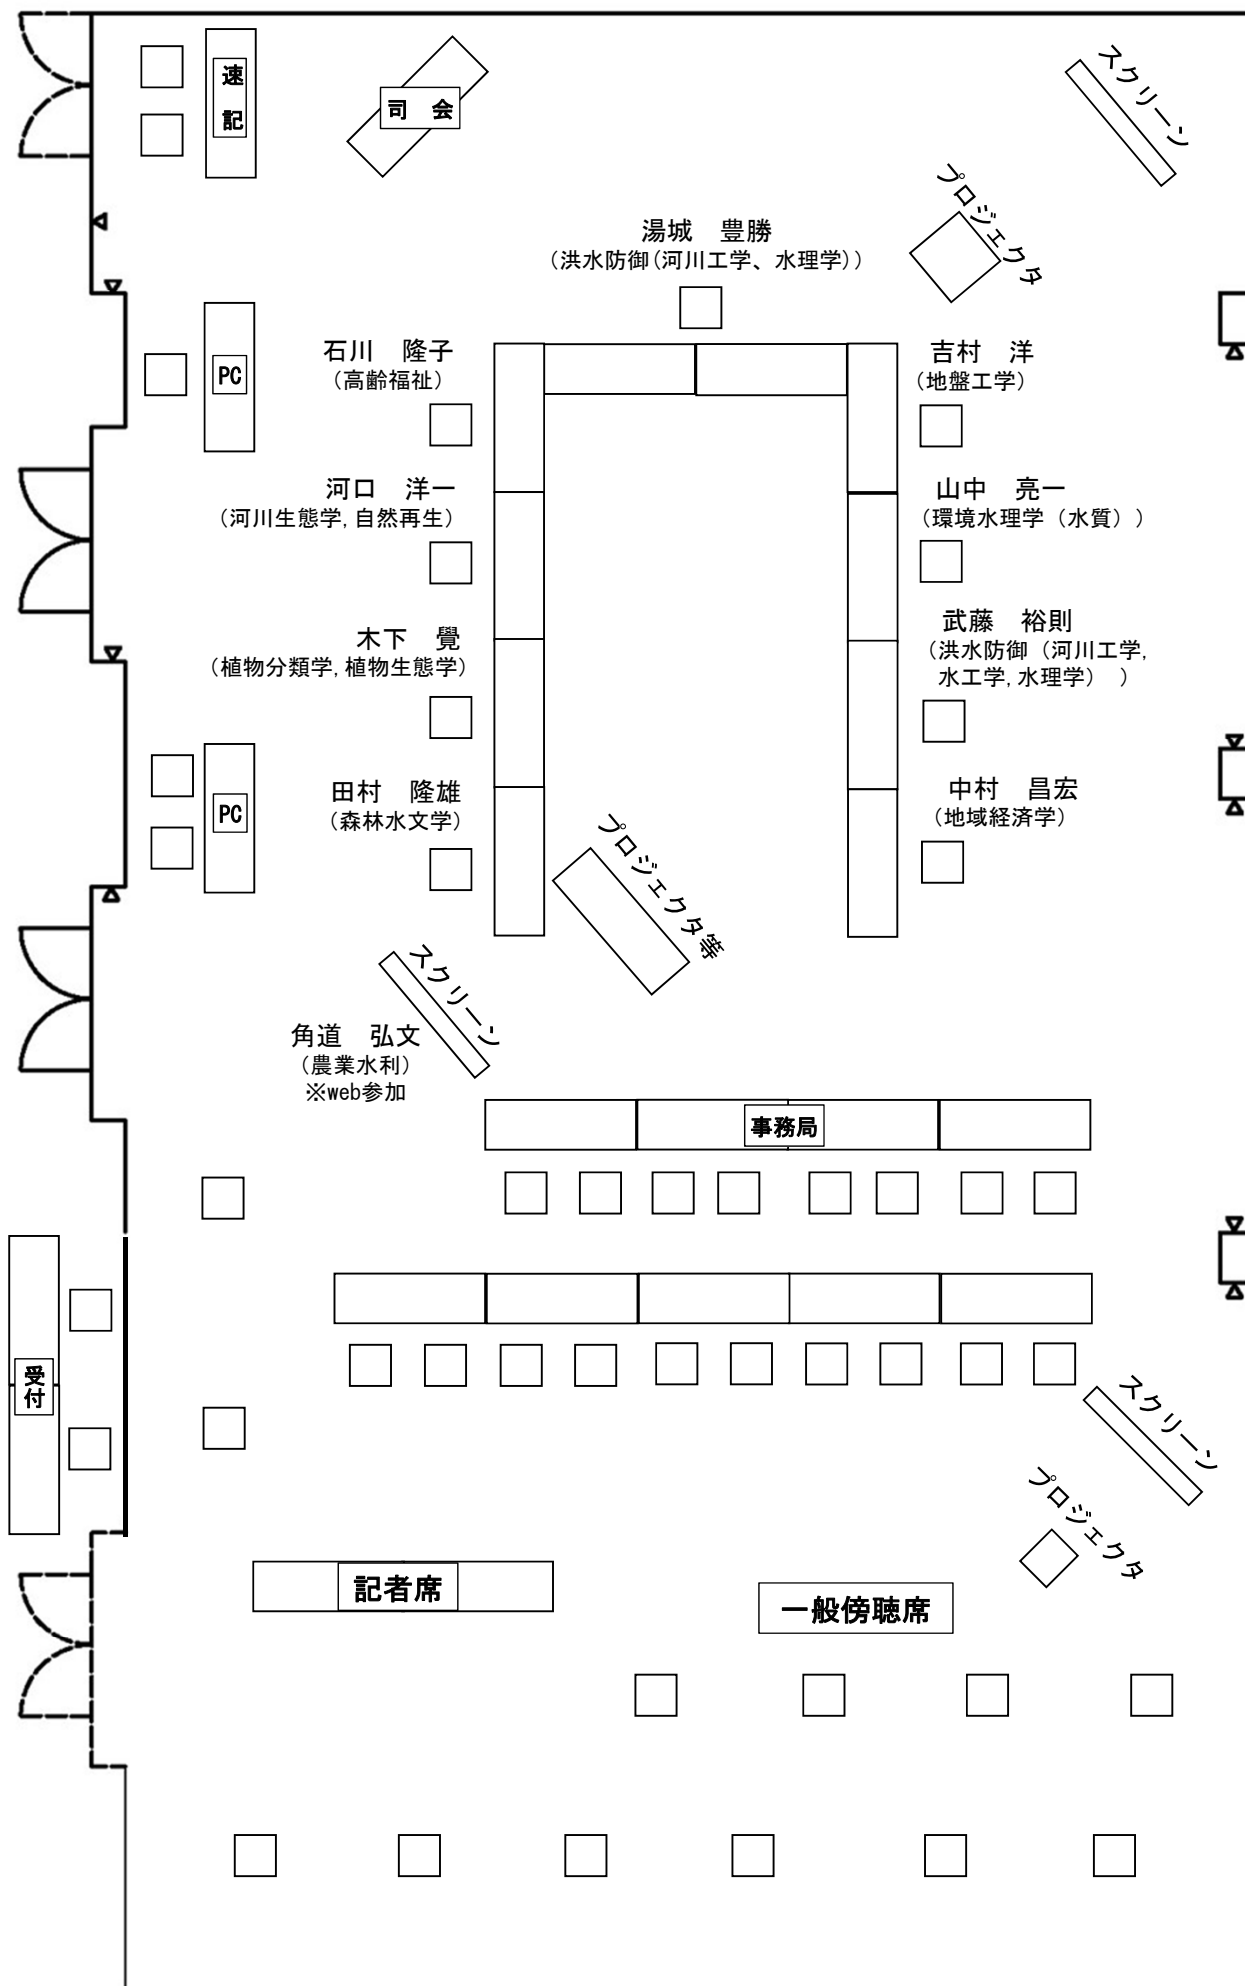 速記
司　会
スクリーン
プロジェクタ
湯城　豊勝
（洪水防御（河川工学、水理学））
PC
石川　隆子
（高齢福祉）
吉村　洋
（地盤工学）
河口　洋一
（河川生態学，自然再生）
山中　亮一
（環境水理学（水質））
木下　覺
（植物分類学，植物生態学）
武藤　裕則
（洪水防御（河川工学，
水工学，水理学）　）
PC
田村　隆雄
（森林水文学）
中村　昌宏
（地域経済学）
プロジェクタ等
スクリーン
角道　弘文
（農業水利）
※web参加
事務局
受付
スクリーン
プロジェクタ
記者席
一般傍聴席